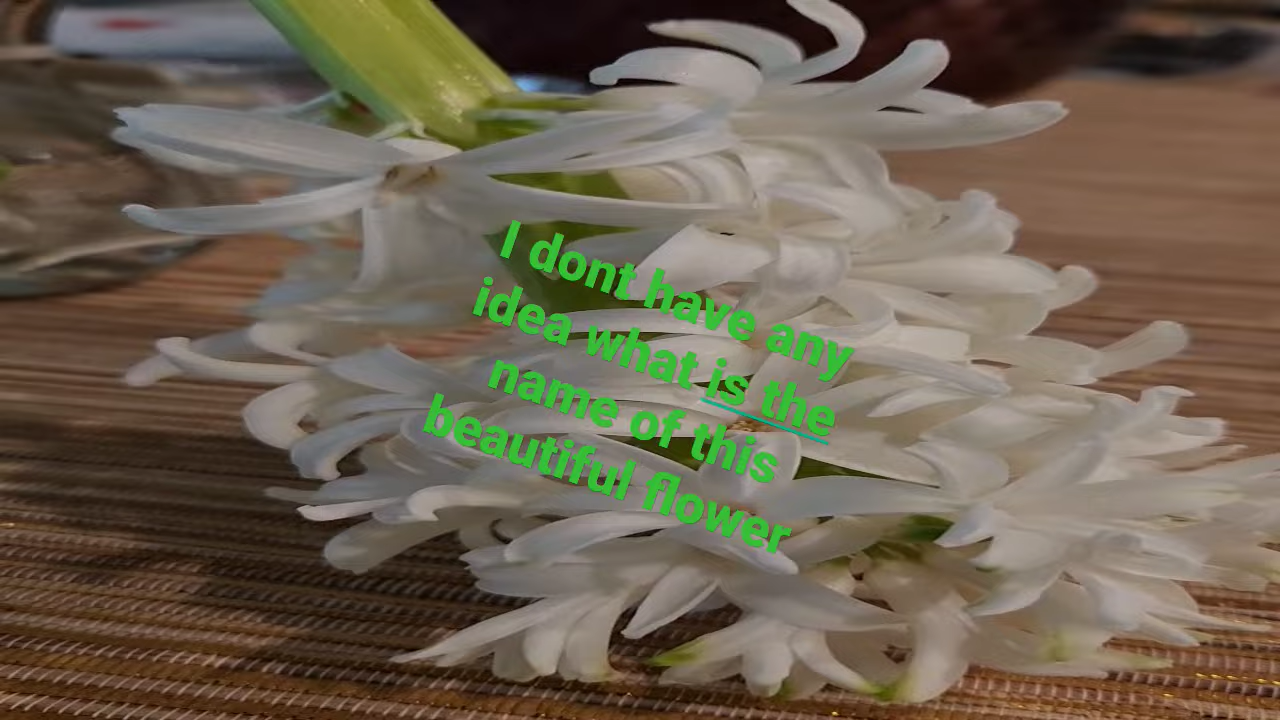 I dont have any
idea what is the
name of this
beautiful flower